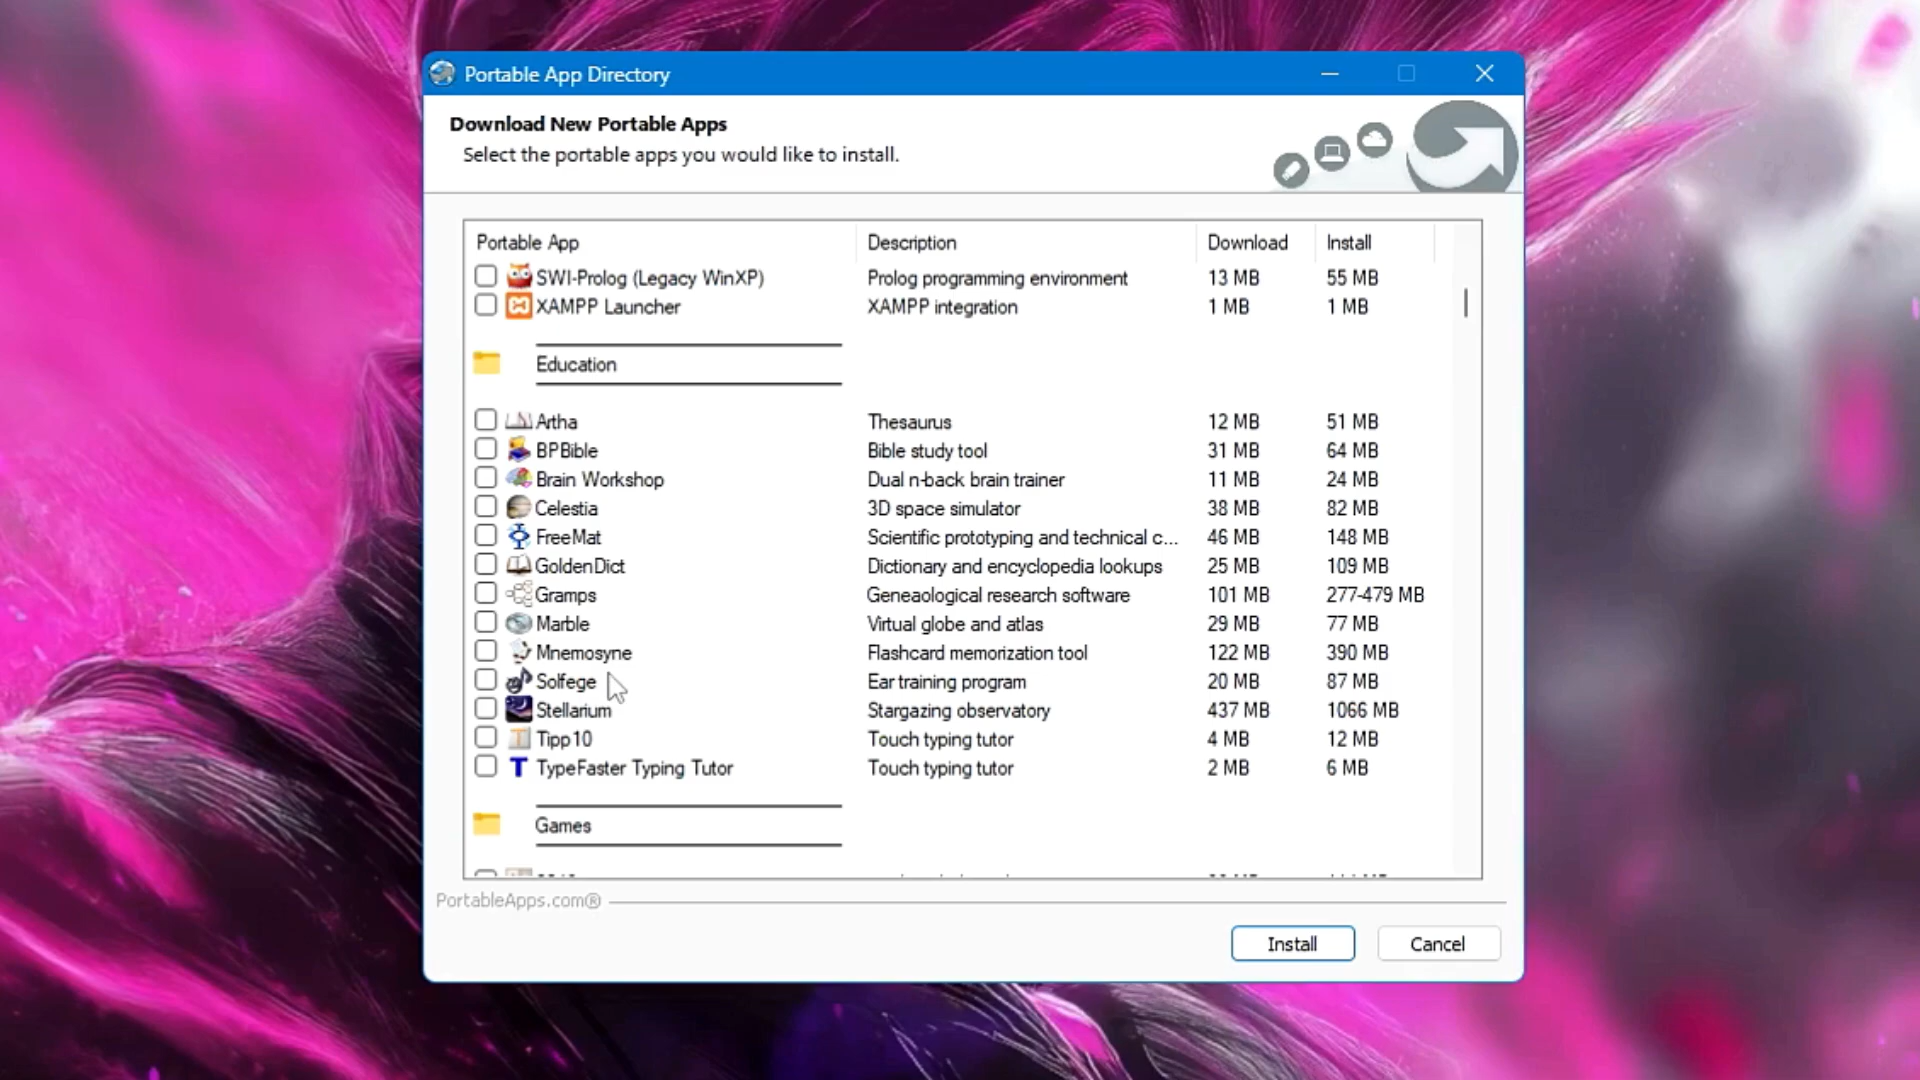 Portable App Directory
Download New Portable Apps
Select the portable apps you would like to install.
Portable App Description Download Install
SWI-Prolog (Legacy WinXP) Prolog programming environment 13 MB 55 MB
XAMPP Launcher XAMPP integration 1 MB 1 MB
Education
Artha Thesaurus 12 MB 51 MB
BPBible Bible study tool 31 MB 64 MB
Brain Workshop Dual n-back brain trainer 11 MB 24 MB
Celestia 3D space simulator 38 MB 82 MB
FreeMat Scientific prototyping and technical c... 46 MB 148 MB
GoldenDict Dictionary and encyclopedia lookups 25 MB 109 MB
Gramps Geneaological research software 101 MB 277-479 MB
Marble Virtual globe and atlas 29 MB 77 MB
Mnemosyne Flashcard memorization tool 122 MB 390 MB
Solfege Ear training program 20 MB 87 MB
Stellarium Stargazing observatory 437 MB 1066 MB
Tipp10 Touch typing tutor 4 MB 12 MB
TypeFaster Typing Tutor Touch typing tutor 2 MB 6 MB
Games
PortableApps.com®
Install Cancel